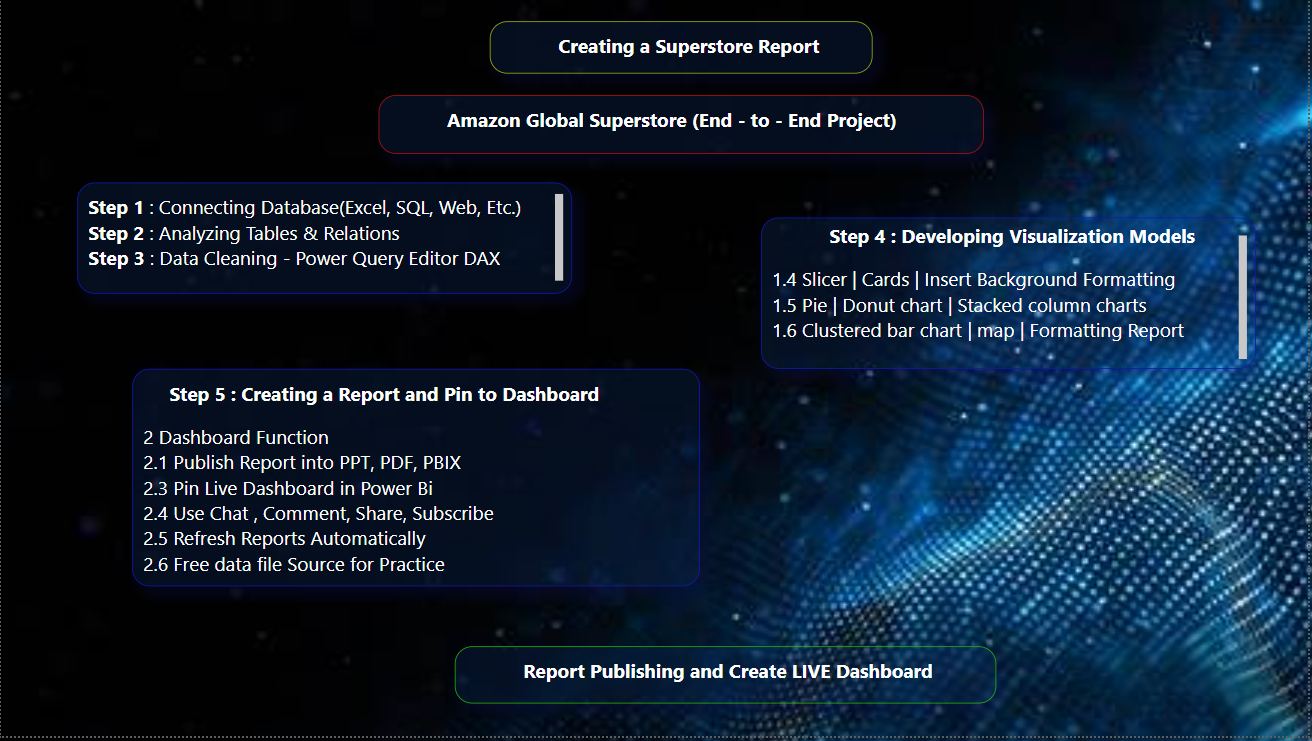 Creating a Superstore Report
Amazon Global Superstore (End - to - End Project)
Step 1 : Connecting Database(Excel, SQL, Web, Etc.)
Step 2 : Analyzing Tables & Relations
Step 3 : Data Cleaning - Power Query Editor DAX
Step 4 : Developing Visualization Models
1.4 Slicer | Cards | Insert Background Formatting
1.5 Pie | Donut chart | Stacked column charts
1.6 Clustered bar chart | map | Formatting Report
Step 5 : Creating a Report and Pin to Dashboard
2 Dashboard Function
2.1 Publish Report into PPT, PDF, PBIX
2.3 Pin Live Dashboard in Power Bi
2.4 Use Chat , Comment, Share, Subscribe
2.5 Refresh Reports Automatically
2.6 Free data file Source for Practice
Report Publishing and Create LIVE Dashboard